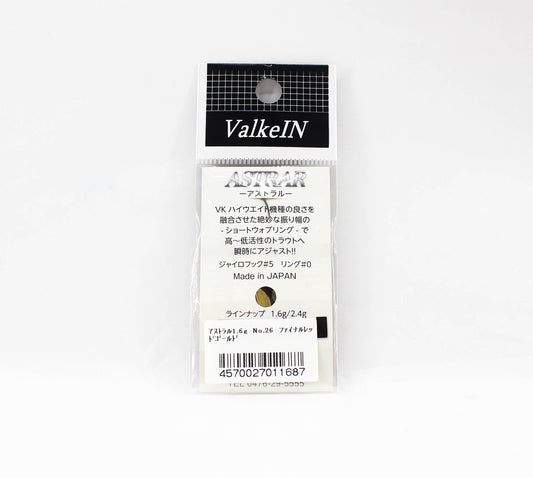 ValkeIN
ASTRAR
ーアストラルー
VK ハイウエイト機種の良さを
融合させた絶妙な振り幅の
- ショートウォブリング - で
高～低活性のトラウトへ
瞬時にアジャスト!!
ジャイロフック#5 リング#0
Made in JAPAN
ラインナップ 1.6g/2.4g
ｱｽﾄﾗﾙ1.6g No.26 ﾌｧｲﾅﾙﾚｯ
ﾄﾞｺﾞｰﾙﾄﾞ
4570027011687
TEL 0476-29-5555